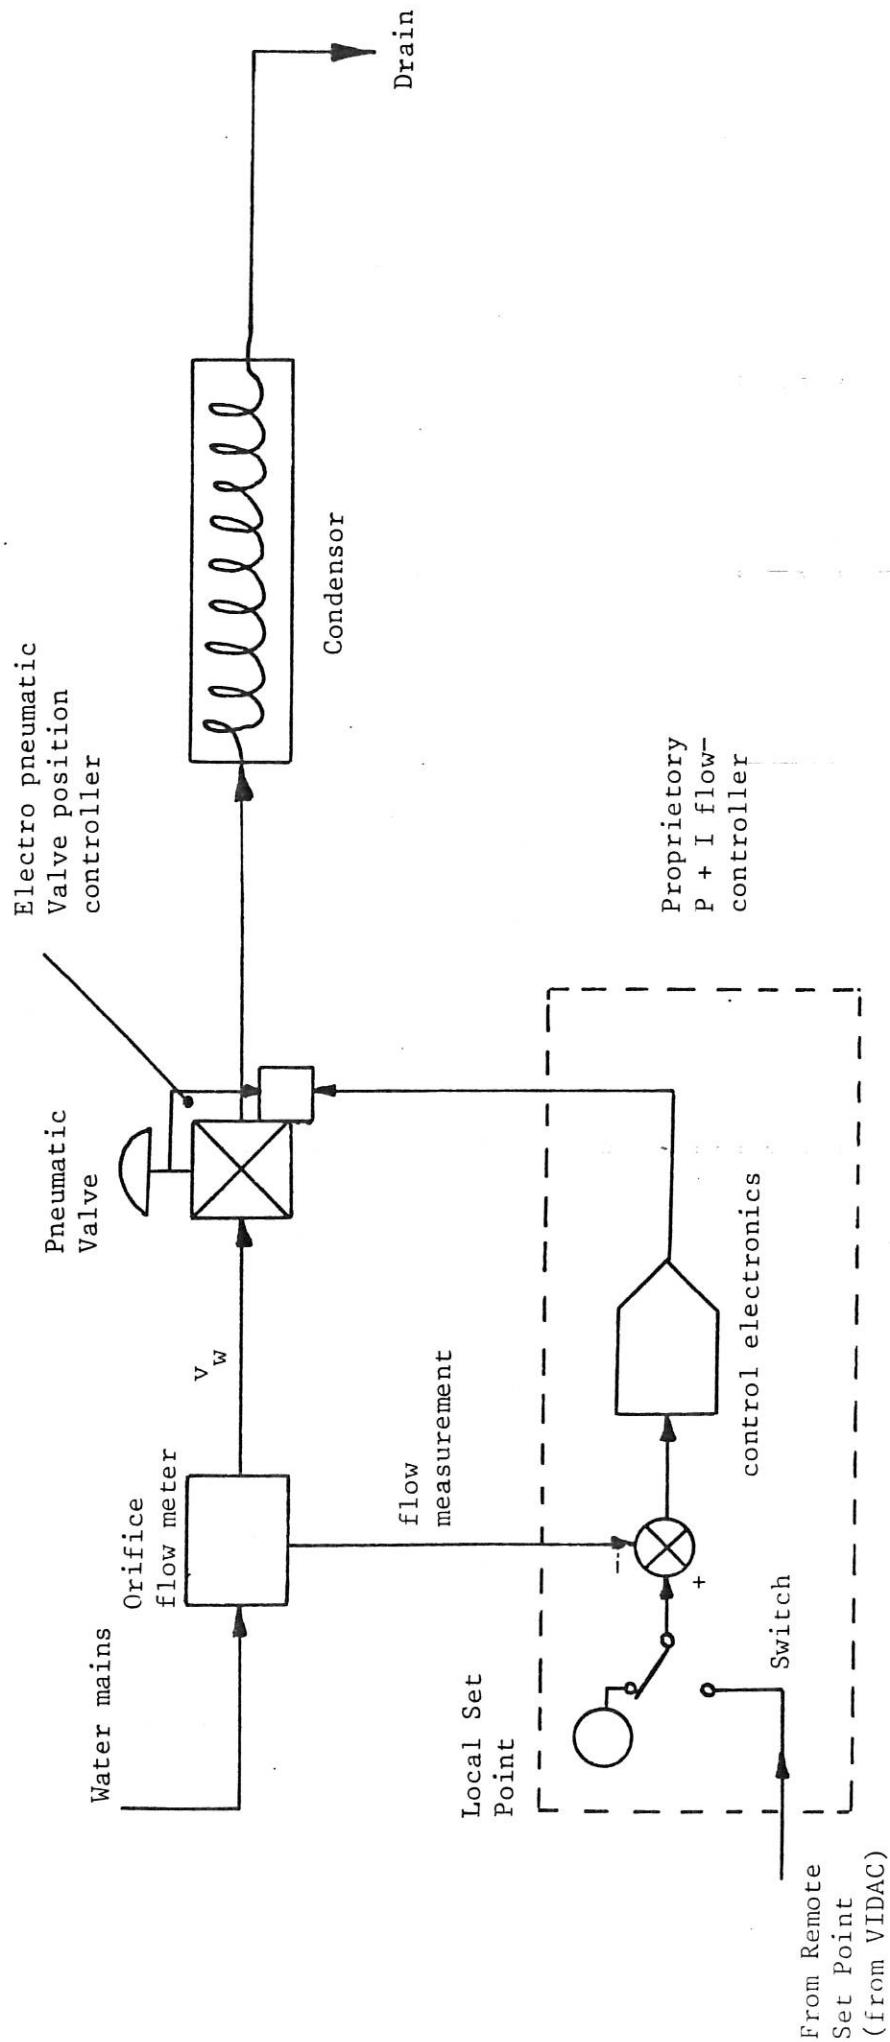 Water mains
Orifice
flow meter
v_w
Pneumatic
Valve
Electro pneumatic
Valve position
controller
Condensor
Drain
flow
measurement
Local Set
Point
-
+
Switch
control electronics
Proprietory
P + I flow-
controller
From Remote
Set Point
(from VIDAC)